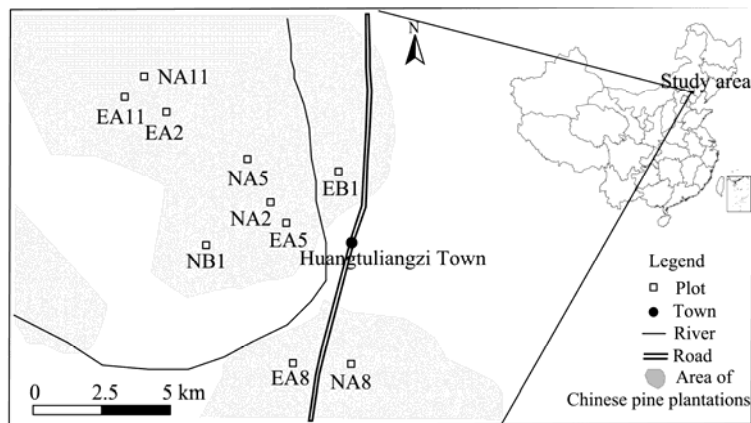 N
NA11
EA11
EA2
Study area
NA5
EB1
NA2
EA5
NB1
Huangtuliangzi Town
Legend
Plot
Town
River
Road
EA8
NA8
Area of
Chinese pine plantations
0 2.5 5 km